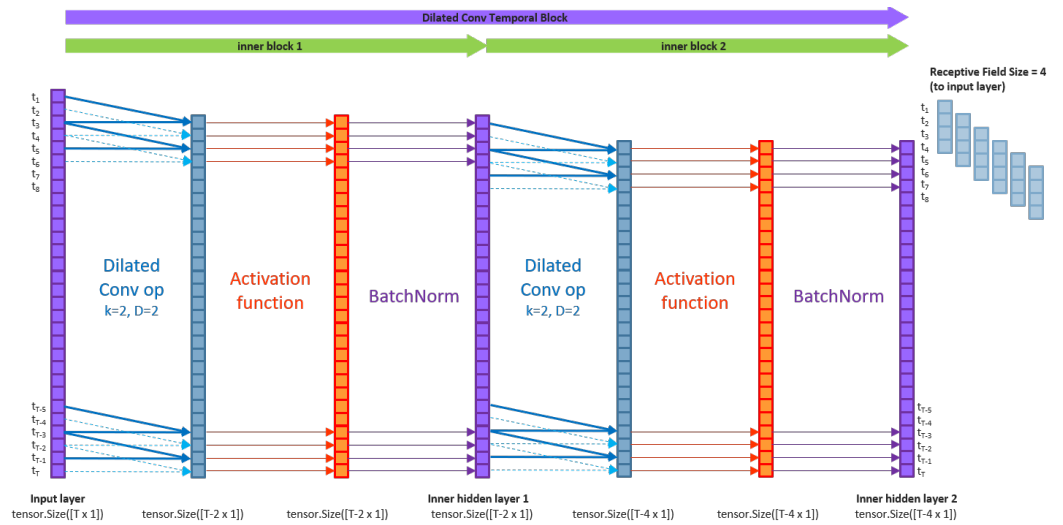 Dilated Conv Temporal Block
inner block 1
inner block 2
Receptive Field Size = 4
(to input layer)
t1
t2
t3
t4
t5
t6
t7
t8
t1
t2
t3
t4
t5
t6
t7
t8
Dilated
Conv op
k=2, D=2
Activation
function
BatchNorm
Dilated
Conv op
k=2, D=2
Activation
function
BatchNorm
tT-5
tT-4
tT-3
tT-2
tT-1
tT
tT-5
tT-4
tT-3
tT-2
tT-1
tT
Input layer
tensor.Size([T x 1])
tensor.Size([T-2 x 1])
tensor.Size([T-2 x 1])
Inner hidden layer 1
tensor.Size([T-2 x 1])
tensor.Size([T-4 x 1])
tensor.Size([T-4 x 1])
Inner hidden layer 2
tensor.Size([T-4 x 1])